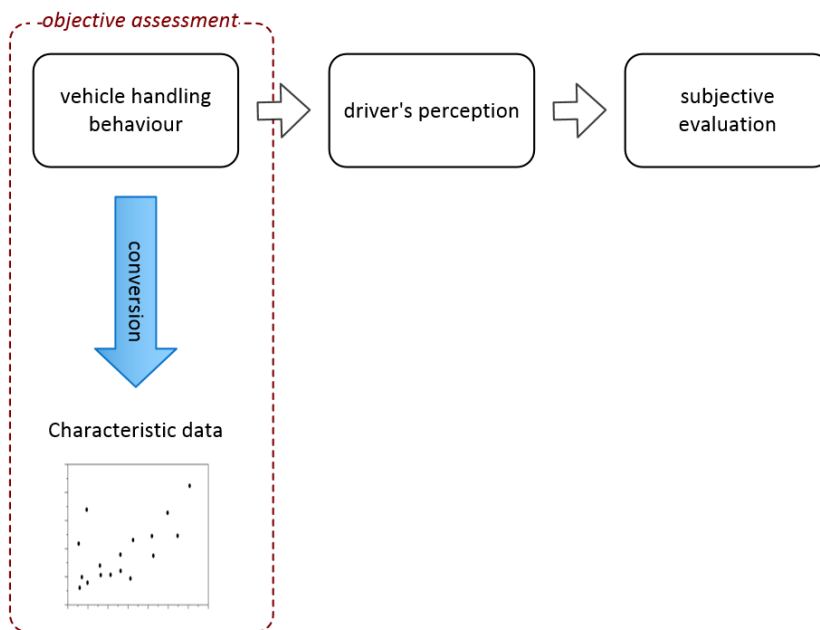 objective assessment
vehicle handling
behaviour
driver's perception
subjective
evaluation
conversion
Characteristic data